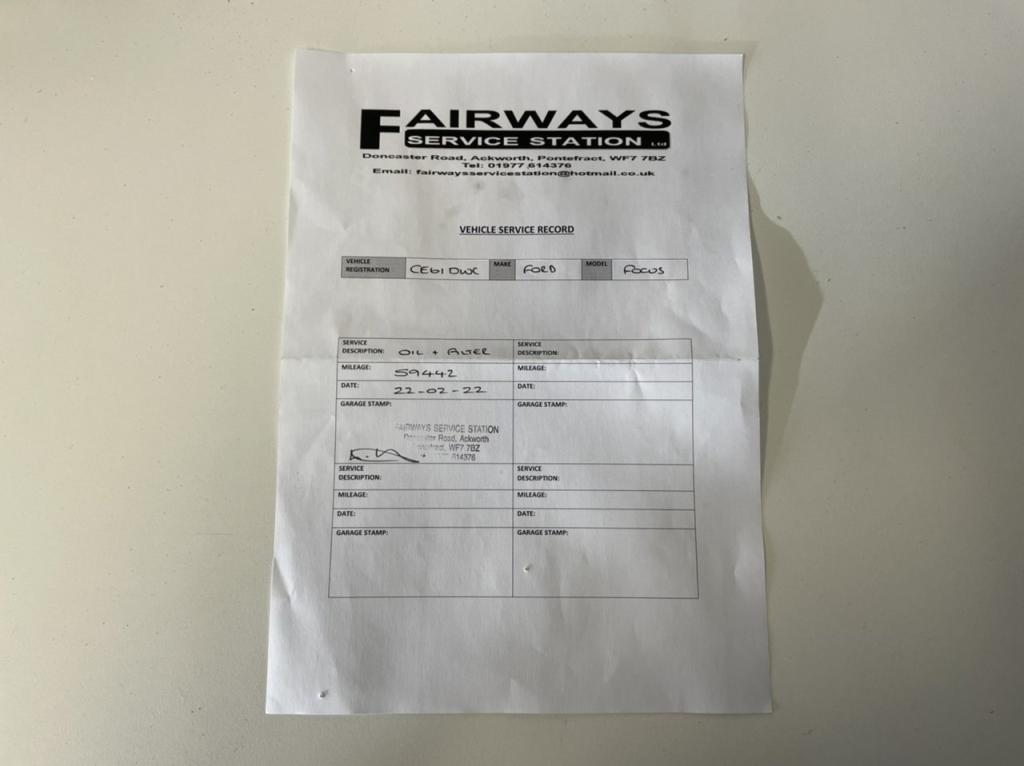 FAIRWAYS
SERVICE STATION Ltd
Doncaster Road, Ackworth, Pontefract, WF7 7BZ
Tel: 01977 614376
Email: fairwaysservicestation@hotmail.co.uk
VEHICLE SERVICE RECORD
VEHICLE REGISTRATION CE61 DWC MAKE FORD MODEL FOCUS
SERVICE DESCRIPTION: OIL + FILTER
MILEAGE: 59442
DATE: 22-02-22
GARAGE STAMP:
FAIRWAYS SERVICE STATION
Doncaster Road, Ackworth
WF7 7BZ
614376
SERVICE DESCRIPTION:
MILEAGE:
DATE:
GARAGE STAMP:
SERVICE DESCRIPTION:
MILEAGE:
DATE:
GARAGE STAMP:
SERVICE DESCRIPTION:
MILEAGE:
DATE:
GARAGE STAMP: